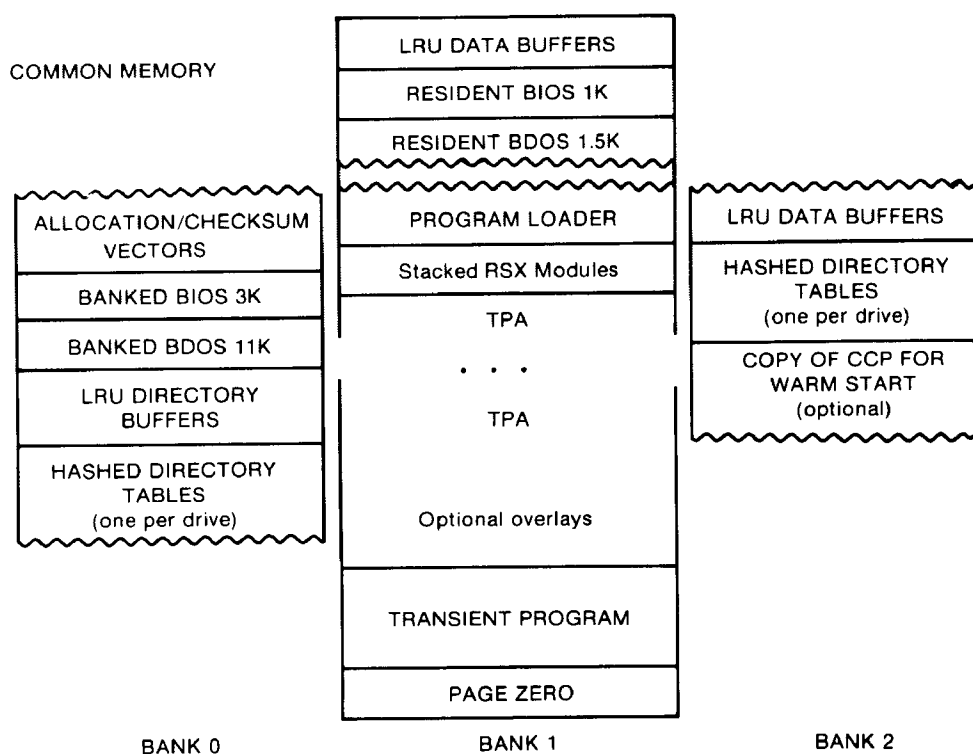 COMMON MEMORY
LRU DATA BUFFERS
RESIDENT BIOS 1K
RESIDENT BDOS 1.5K
ALLOCATION/CHECKSUM
VECTORS
BANKED BIOS 3K
BANKED BDOS 11K
LRU DIRECTORY
BUFFERS
HASHED DIRECTORY
TABLES
(one per drive)
BANK 0
PROGRAM LOADER
Stacked RSX Modules
TPA
. . .
TPA
Optional overlays
TRANSIENT PROGRAM
PAGE ZERO
BANK 1
LRU DATA BUFFERS
HASHED DIRECTORY
TABLES
(one per drive)
COPY OF CCP FOR
WARM START
(optional)
BANK 2